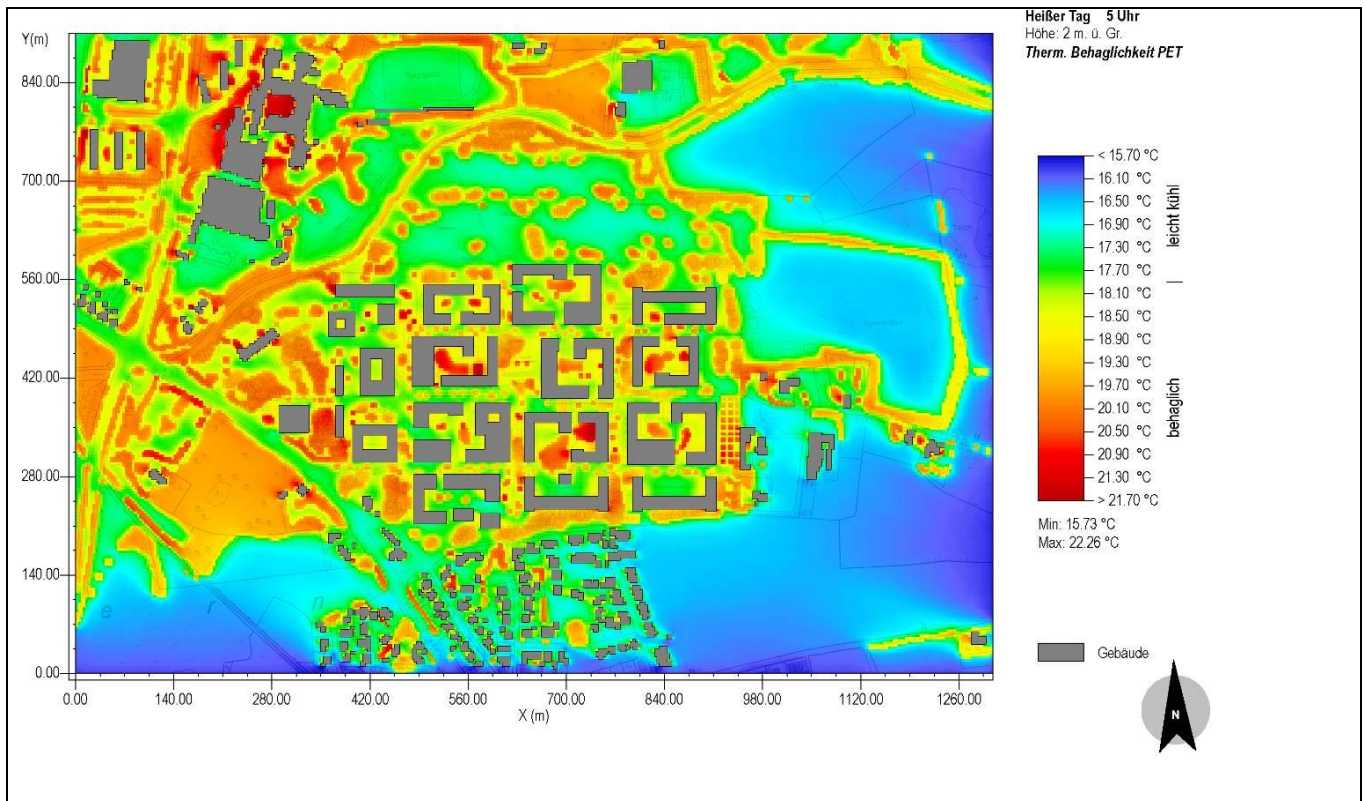 Heißer Tag 5 Uhr
Höhe: 2 m. ü. Gr.
Therm. Behaglichkeit PET
Y(m)
840.00
700.00
560.00
420.00
280.00
140.00
0.00
0.00 140.00 280.00 420.00 560.00 700.00 840.00 980.00 1120.00 1260.00
X (m)
Sportplatz
Sportplätze
Teich
e r n
< 15.70 °C
16.10 °C
16.50 °C
16.90 °C
17.30 °C
17.70 °C
18.10 °C
18.50 °C
18.90 °C
19.30 °C
19.70 °C
20.10 °C
20.50 °C
20.90 °C
21.30 °C
> 21.70 °C
leicht kühl
behaglich
Min: 15.73 °C
Max: 22.26 °C
Gebäude
N